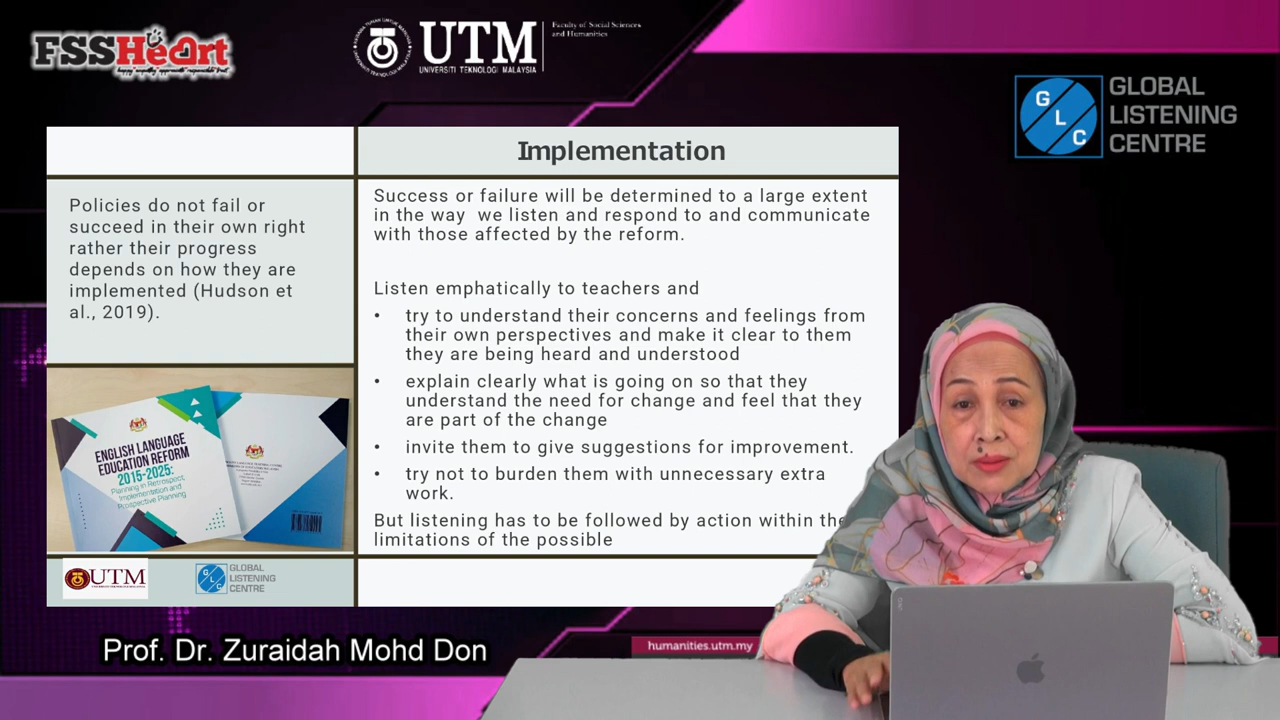 FSSHeart
UTM
UNIVERSITI TEKNOLOGI MALAYSIA
Faculty of Social Sciences
and Humanities
GLC
GLOBAL
LISTENING
CENTRE
Implementation
Policies do not fail or
succeed in their own right
rather their progress
depends on how they are
implemented (Hudson et
al., 2019).
Success or failure will be determined to a large extent
in the way we listen and respond to and communicate
with those affected by the reform.
Listen emphatically to teachers and
• try to understand their concerns and feelings from
their own perspectives and make it clear to them
they are being heard and understood
• explain clearly what is going on so that they
understand the need for change and feel that they
are part of the change
• invite them to give suggestions for improvement.
• try not to burden them with unnecessary extra
work.
But listening has to be followed by action within the
limitations of the possible
ENGLISH LANGUAGE
EDUCATION REFORM
2015-2025:
Planning in Retrospect,
Implementation and
Prospective Planning
UTM
GLC
GLOBAL
LISTENING
CENTRE
Prof. Dr. Zuraidah Mohd Don
humanities.utm.my